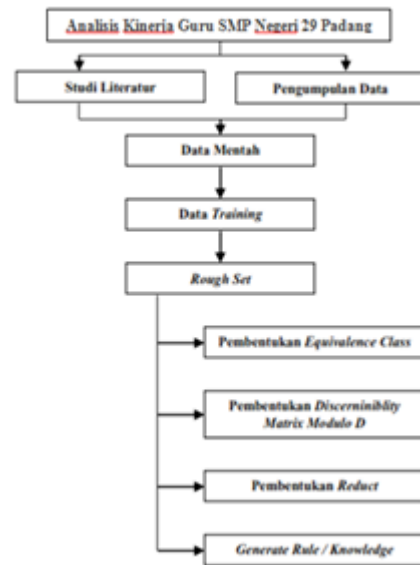 Analisis Kinerja Guru SMP Negeri 29 Padang
Studi Literatur
Pengumpulan Data
Data Mentah
Data Training
Rough Set
Pembentukan Equivalence Class
Pembentukan Discerniniblity
Matrix Modulo D
Pembentukan Reduct
Generate Rule / Knowledge